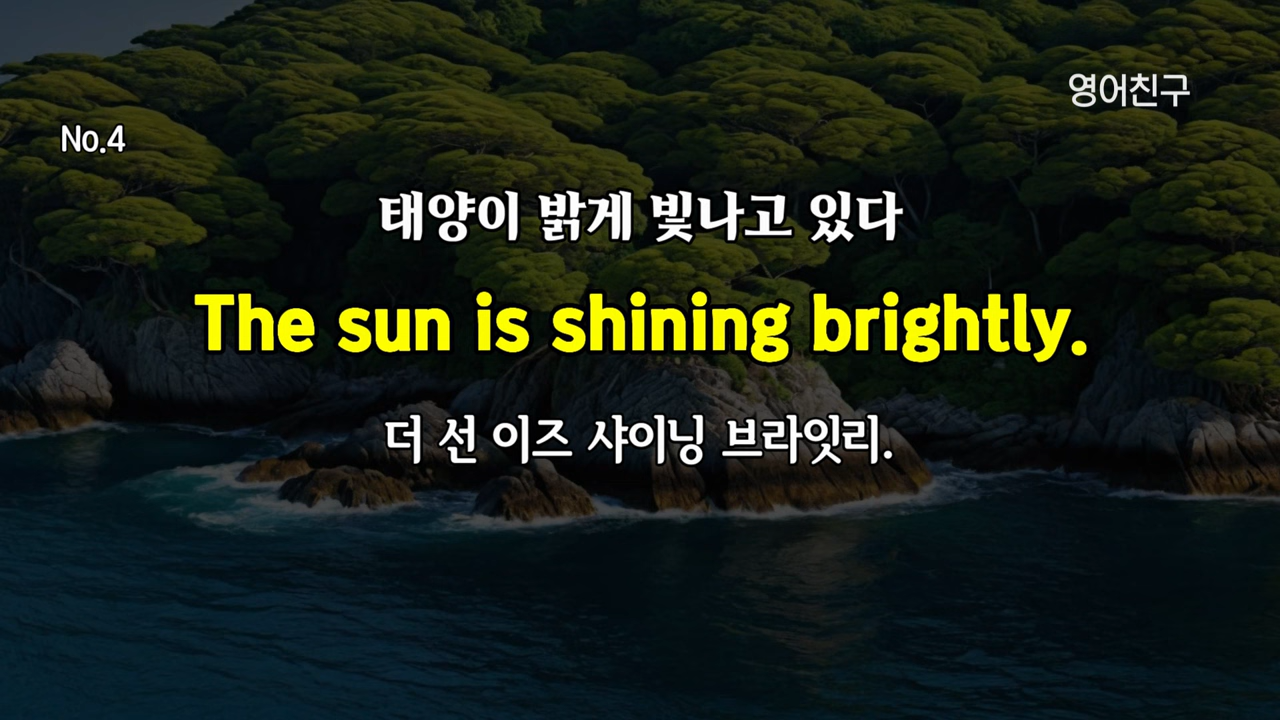 영어친구
No.4
태양이 밝게 빛나고 있다
The sun is shining brightly.
더 선 이즈 샤이닝 브라잇리.